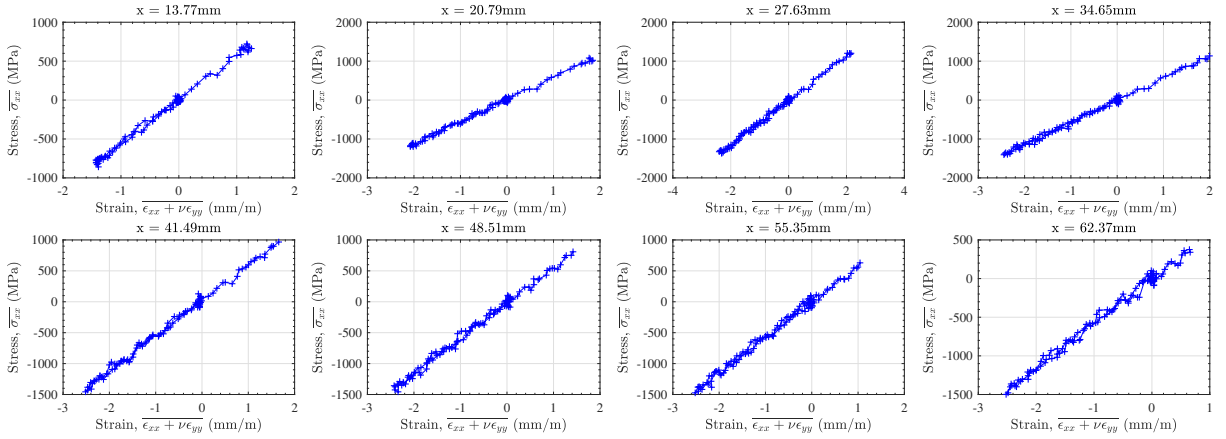 x = 13.77mm
1000
500
0
-500
-1000
Stress, σ̅x̅x̅ (MPa)
-2 -1 0 1 2
Strain, ϵxx + νϵyy (mm/m)
x = 20.79mm
2000
1000
0
-1000
-2000
Stress, σxx (MPa)
-3 -2 -1 0 1 2
Strain, ϵxx + νϵyy (mm/m)
x = 27.63mm
2000
1000
0
-1000
-2000
Stress, σxx (MPa)
-4 -2 0 2 4
Strain, ϵxx + νϵyy (mm/m)
x = 34.65mm
2000
1000
0
-1000
-2000
Stress, σxx (MPa)
-3 -2 -1 0 1 2
Strain, ϵxx + νϵyy (mm/m)
x = 41.49mm
1000
500
0
-500
-1000
-1500
Stress, σxx (MPa)
-3 -2 -1 0 1 2
Strain, ϵxx + νϵyy (mm/m)
x = 48.51mm
1000
500
0
-500
-1000
-1500
Stress, σxx (MPa)
-3 -2 -1 0 1 2
Strain, ϵxx + νϵyy (mm/m)
x = 55.35mm
1000
500
0
-500
-1000
-1500
Stress, σxx (MPa)
-3 -2 -1 0 1 2
Strain, ϵxx + νϵyy (mm/m)
x = 62.37mm
500
0
-500
-1000
-1500
Stress, σxx (MPa)
-3 -2 -1 0 1
Strain, ϵxx + νϵyy (mm/m)